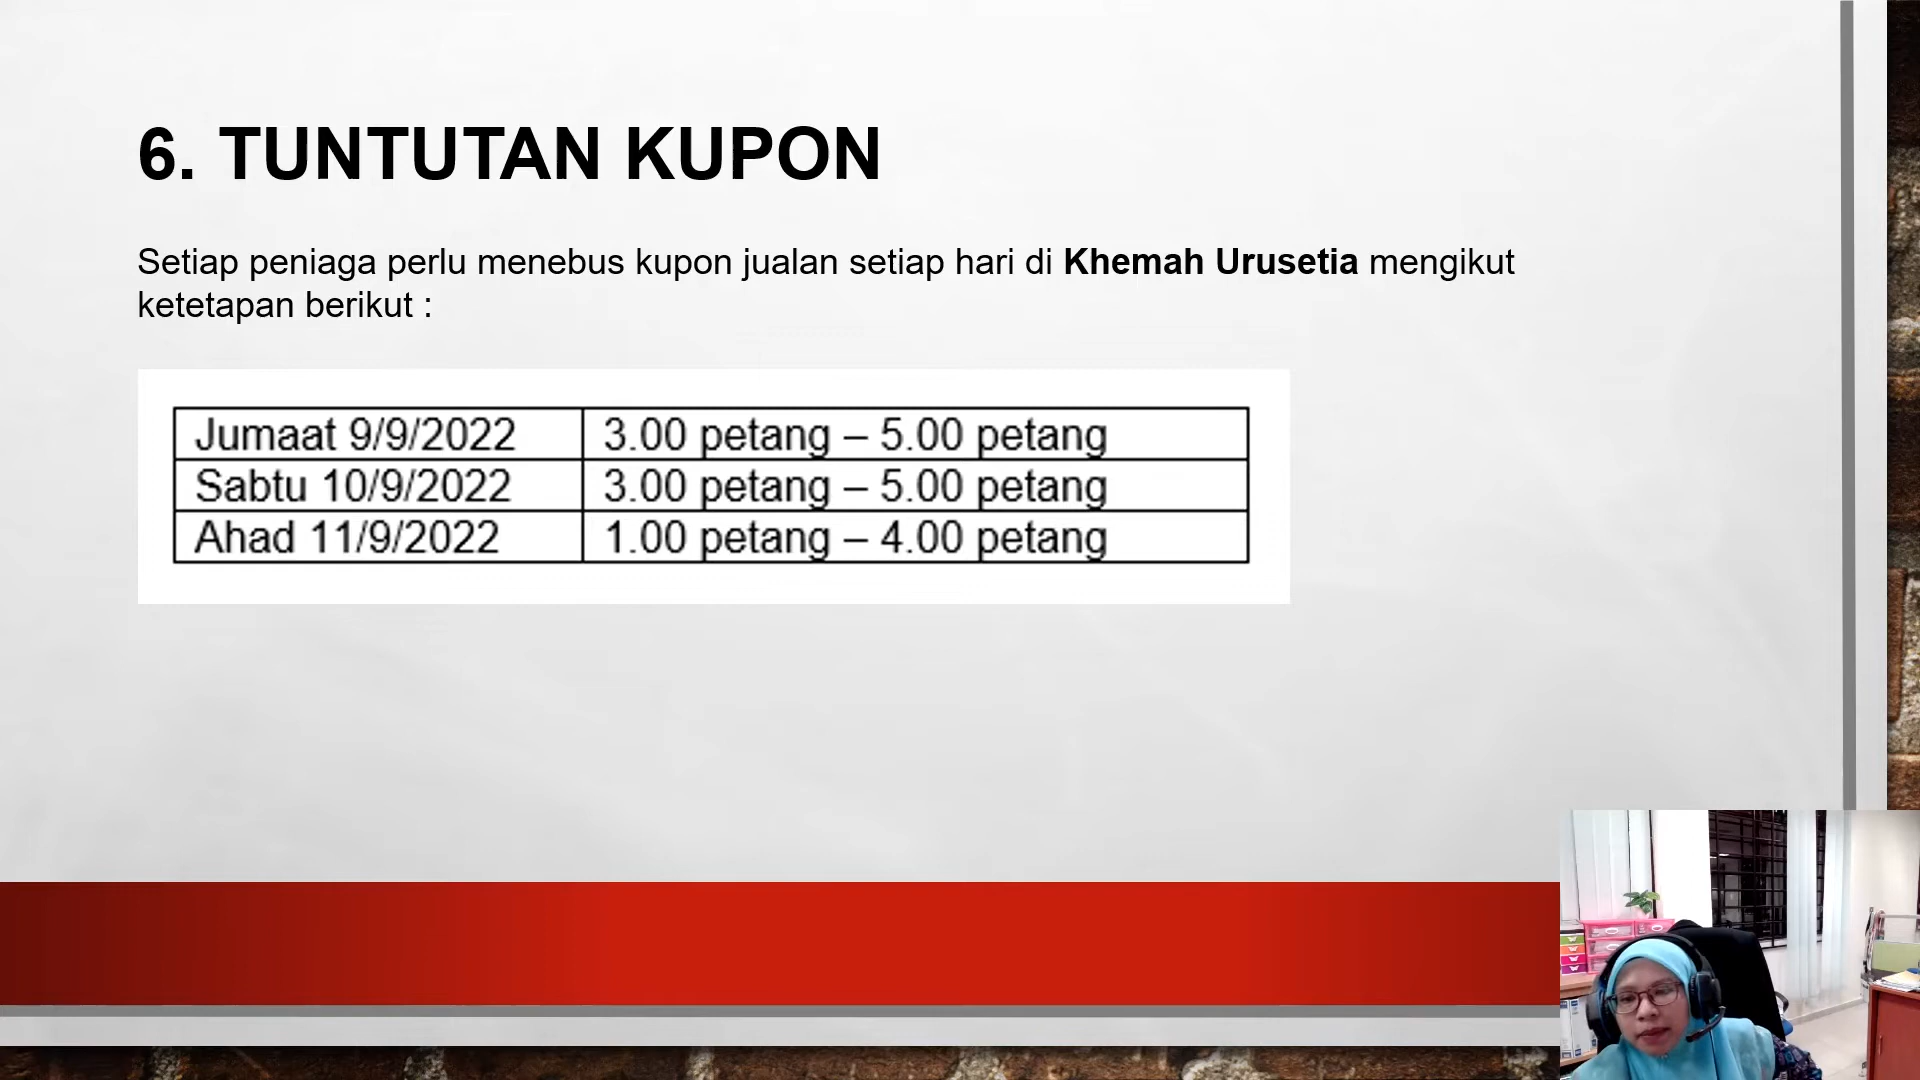 6. TUNTUTAN KUPON
Setiap peniaga perlu menebus kupon jualan setiap hari di Khemah Urusetia mengikut
ketetapan berikut :
Jumaat 9/9/2022 3.00 petang – 5.00 petang
Sabtu 10/9/2022 3.00 petang – 5.00 petang
Ahad 11/9/2022 1.00 petang – 4.00 petang